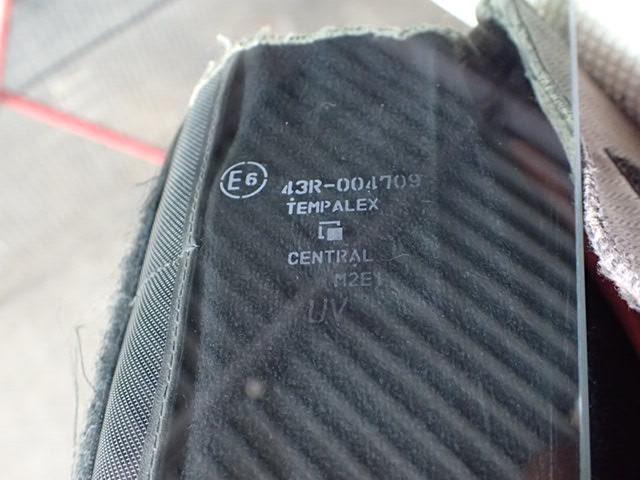 E6 43R-004709
TEMPALEX
CENTRAL
M2E1
UV